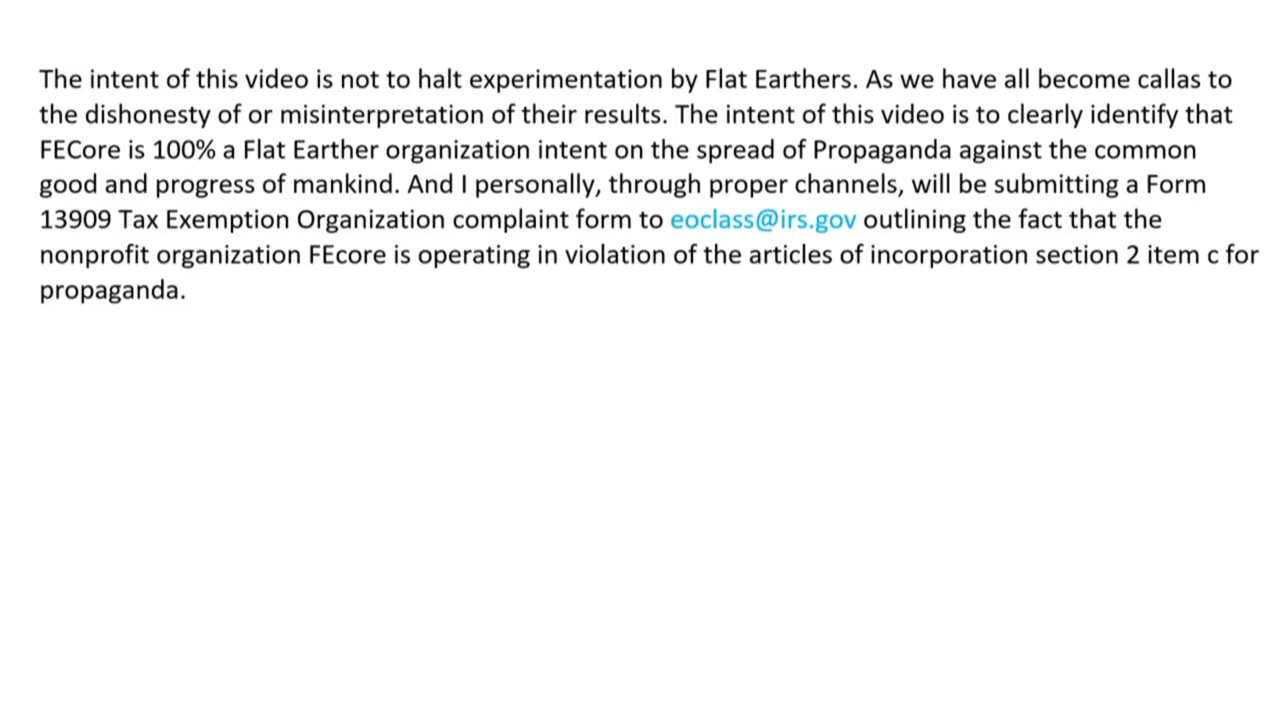 The intent of this video is not to halt experimentation by Flat Earthers. As we have all become callas to
the dishonesty of or misinterpretation of their results. The intent of this video is to clearly identify that
FECore is 100% a Flat Earther organization intent on the spread of Propaganda against the common
good and progress of mankind. And I personally, through proper channels, will be submitting a Form
13909 Tax Exemption Organization complaint form to eoclass@irs.gov outlining the fact that the
nonprofit organization FEcore is operating in violation of the articles of incorporation section 2 item c for
propaganda.